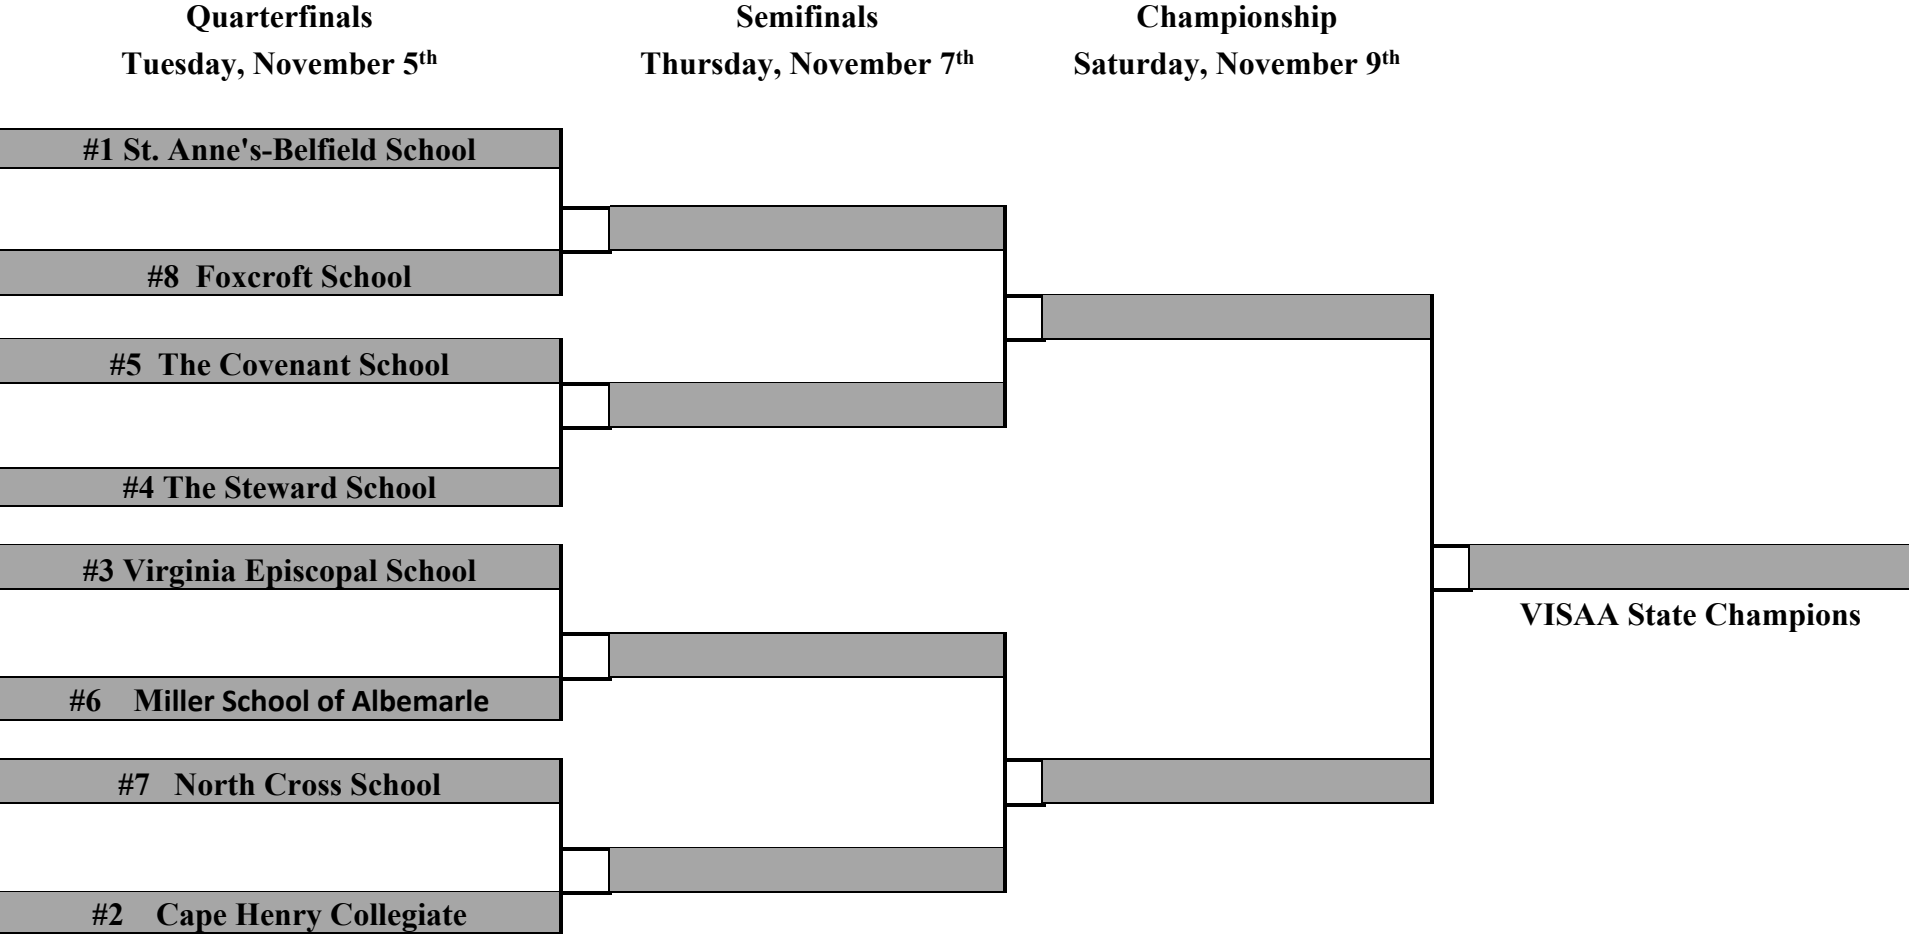 Quarterfinals
Tuesday, November 5th
Semifinals
Thursday, November 7th
Championship
Saturday, November 9th
#1 St. Anne's-Belfield School
#8 Foxcroft School
#5 The Covenant School
#4 The Steward School
#3 Virginia Episcopal School
#6 Miller School of Albemarle
#7 North Cross School
#2 Cape Henry Collegiate
VISAA State Champions